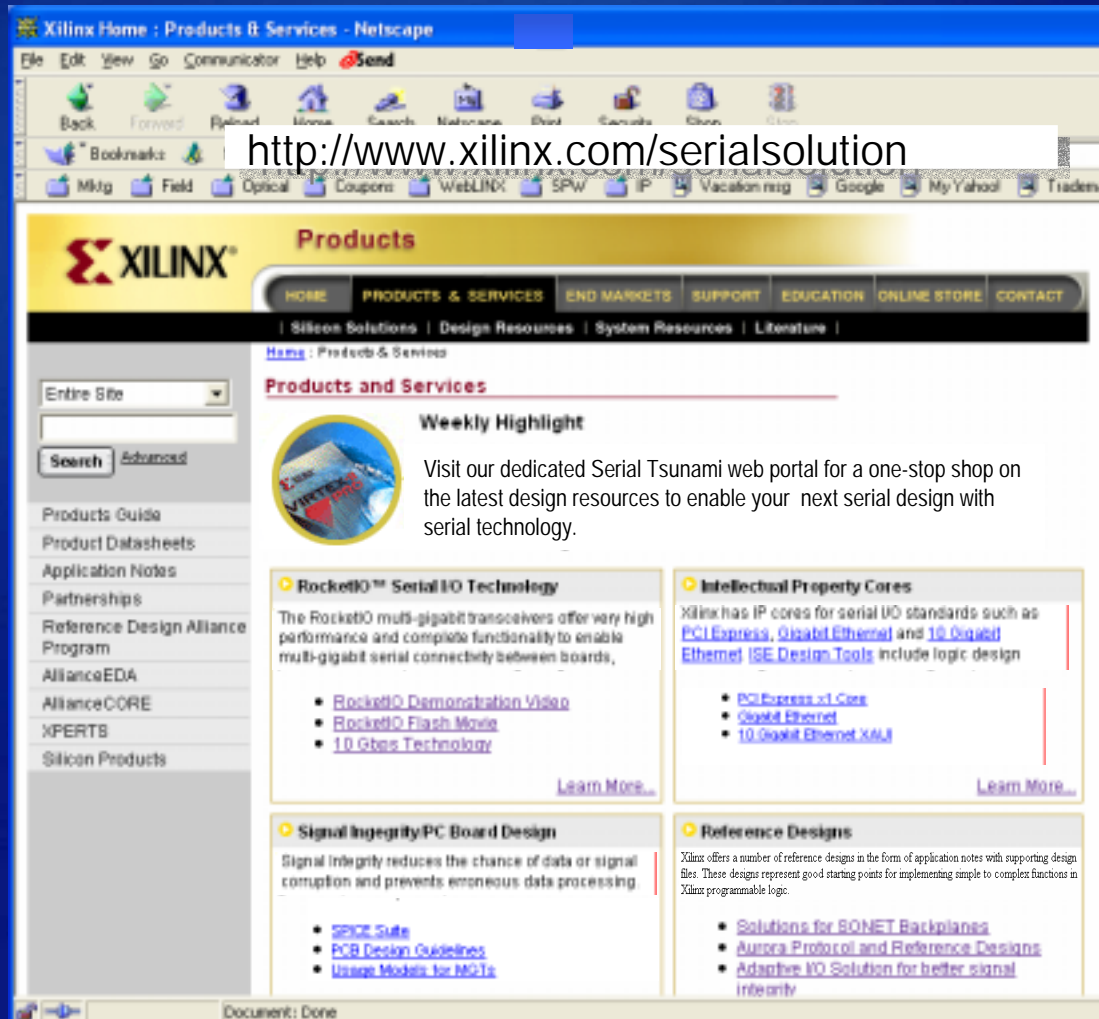 Xilinx Home : Products & Services - Netscape
File Edit View Go Communicator Help Send
Back Forward Reload Home Search Netscape Print Security Shop Stop
Bookmarks
http://www.xilinx.com/serialsolution
Mktg Field Optical Coupons WebLINX SPW IP Vacation msg Google My Yahoo!
XILINX®
Products
HOME PRODUCTS & SERVICES END MARKETS SUPPORT EDUCATION ONLINE STORE CONTACT
| Silicon Solutions | Design Resources | System Resources | Literature |
Home : Products & Services
Entire Site
Search Advanced
Products Guide
Product Datasheets
Application Notes
Partnerships
Reference Design Alliance
Program
AllianceEDA
AllianceCORE
XPERTS
Silicon Products
Products and Services
Weekly Highlight
VIRTEX
PRO
Visit our dedicated Serial Tsunami web portal for a one-stop shop on
the latest design resources to enable your next serial design with
serial technology.
RocketIO™ Serial I/O Technology
The RocketIO multi-gigabit transceivers offer very high
performance and complete functionality to enable
multi-gigabit serial connectivity between boards,
RocketIO Demonstration Video
RocketIO Flash Movie
10 Gbps Technology
Learn More...
Intellectual Property Cores
Xilinx has IP cores for serial I/O standards such as
PCI Express, Gigabit Ethernet and 10 Gigabit
Ethernet ISE Design Tools include logic design
PCI Express x1 Core
Gigabit Ethernet
10 Gigabit Ethernet XAUI
Learn More...
Signal Ingegrity/PC Board Design
Signal Integrity reduces the chance of data or signal
corruption and prevents erroneous data processing.
SPICE Suite
PCB Design Guidelines
Usage Models for MGTs
Reference Designs
Xilinx offers a number of reference designs in the form of application notes with supporting design
files. These designs represent good starting points for implementing simple to complex functions in
Xilinx programmable logic.
Solutions for SONET Backplanes
Aurora Protocol and Reference Designs
Adaptive I/O Solution for better signal
integrity
Document: Done